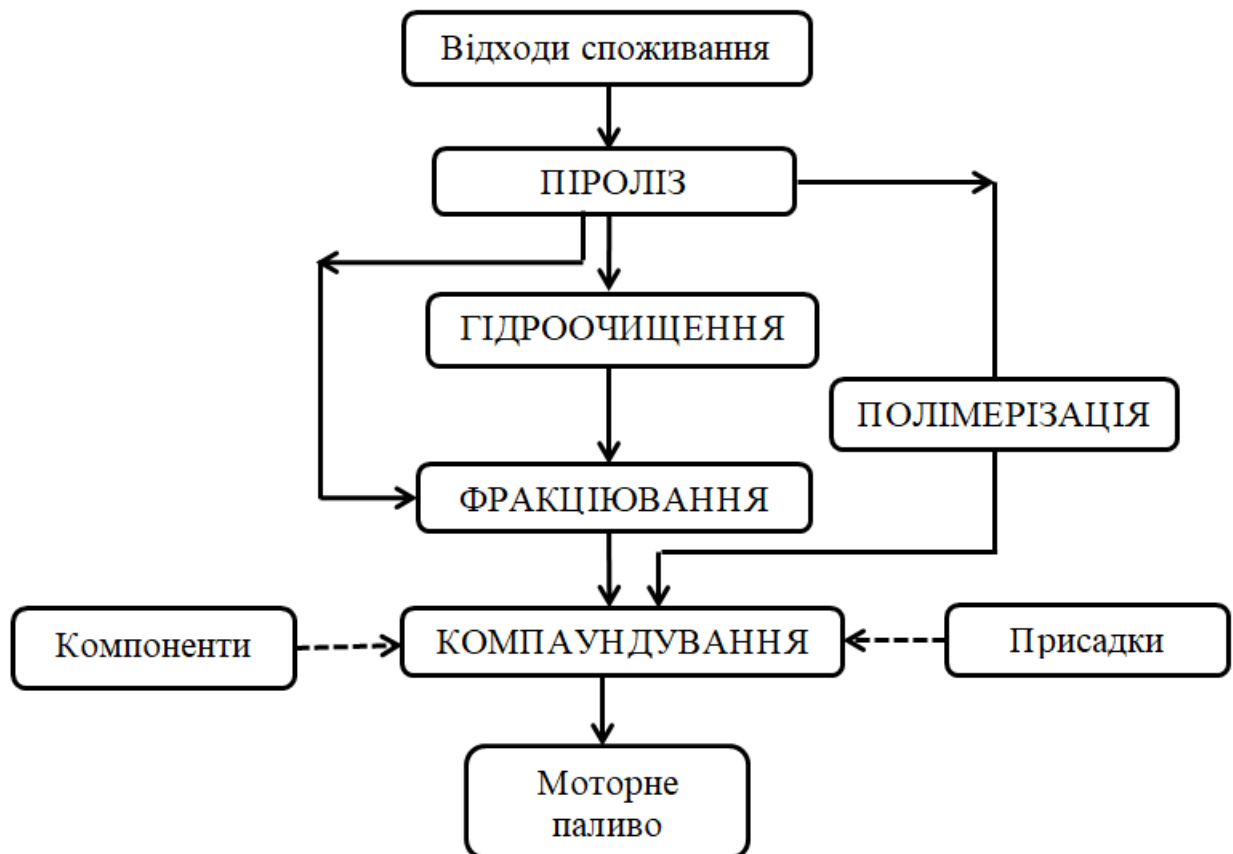 Відходи споживання
ПІРОЛІЗ
ГІДРООЧИЩЕННЯ
ПОЛІМЕРІЗАЦІЯ
ФРАКЦІЮВАННЯ
Компоненти
КОМПАУНДУВАННЯ
Присадки
Моторне
паливо